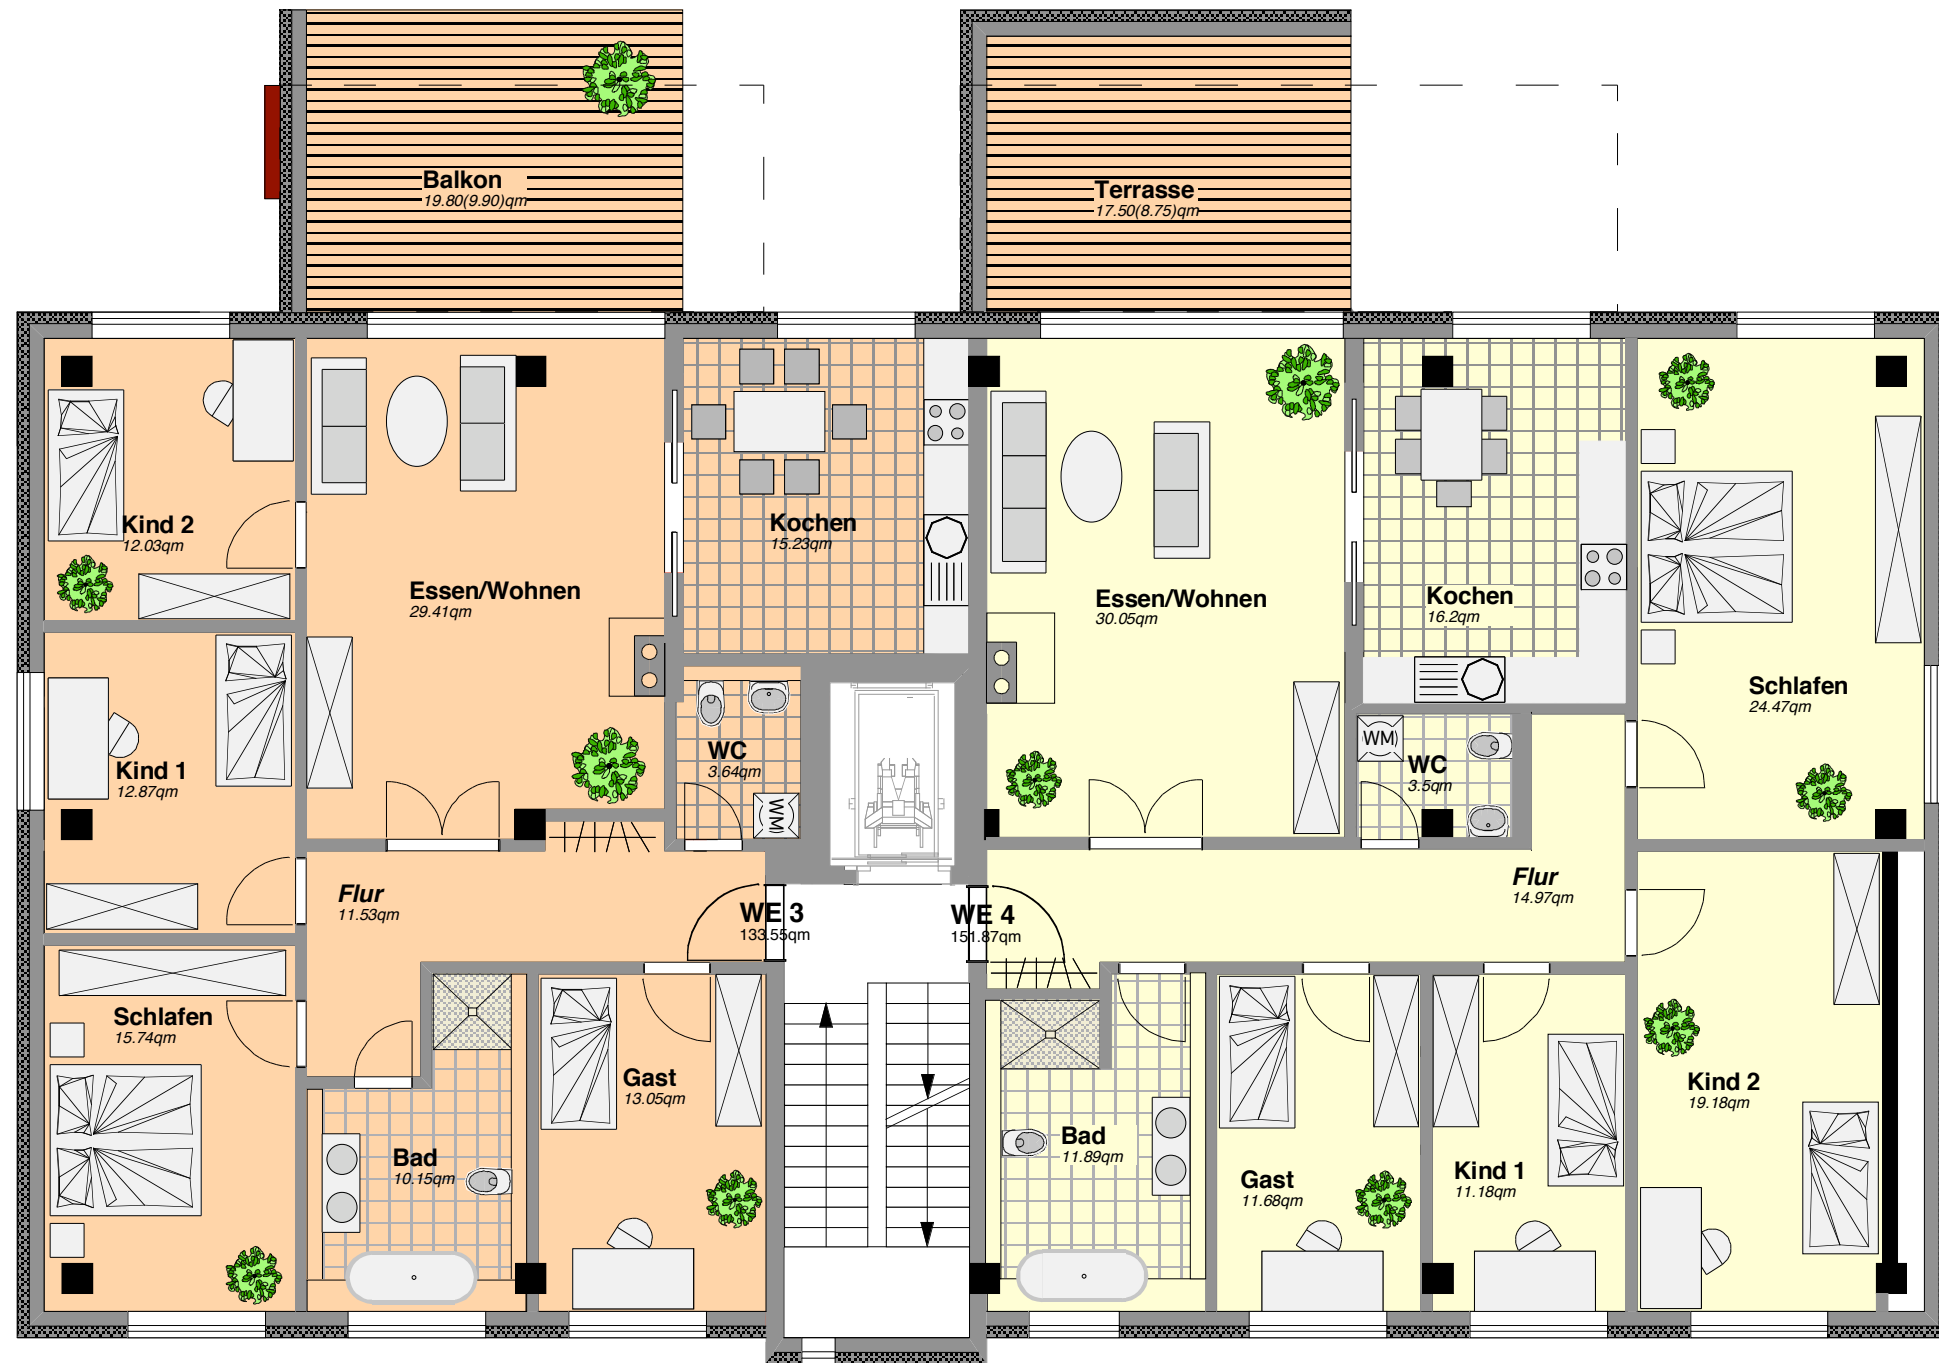 Balkon
19.80(9.90)qm
Terrasse
17.50(8.75)qm
Kind 2
12.03qm
Kochen
15.23qm
Essen/Wohnen
29.41qm
Essen/Wohnen
30.05qm
Kochen
16.2qm
Schlafen
24.47qm
Kind 1
12.87qm
WC
3.64qm
WM
WM
WC
3.5qm
Flur
11.53qm
WE 3
133.55qm
WE 4
151.87qm
Flur
14.97qm
Schlafen
15.74qm
Gast
13.05qm
Bad
10.15qm
Bad
11.89qm
Gast
11.68qm
Kind 1
11.18qm
Kind 2
19.18qm